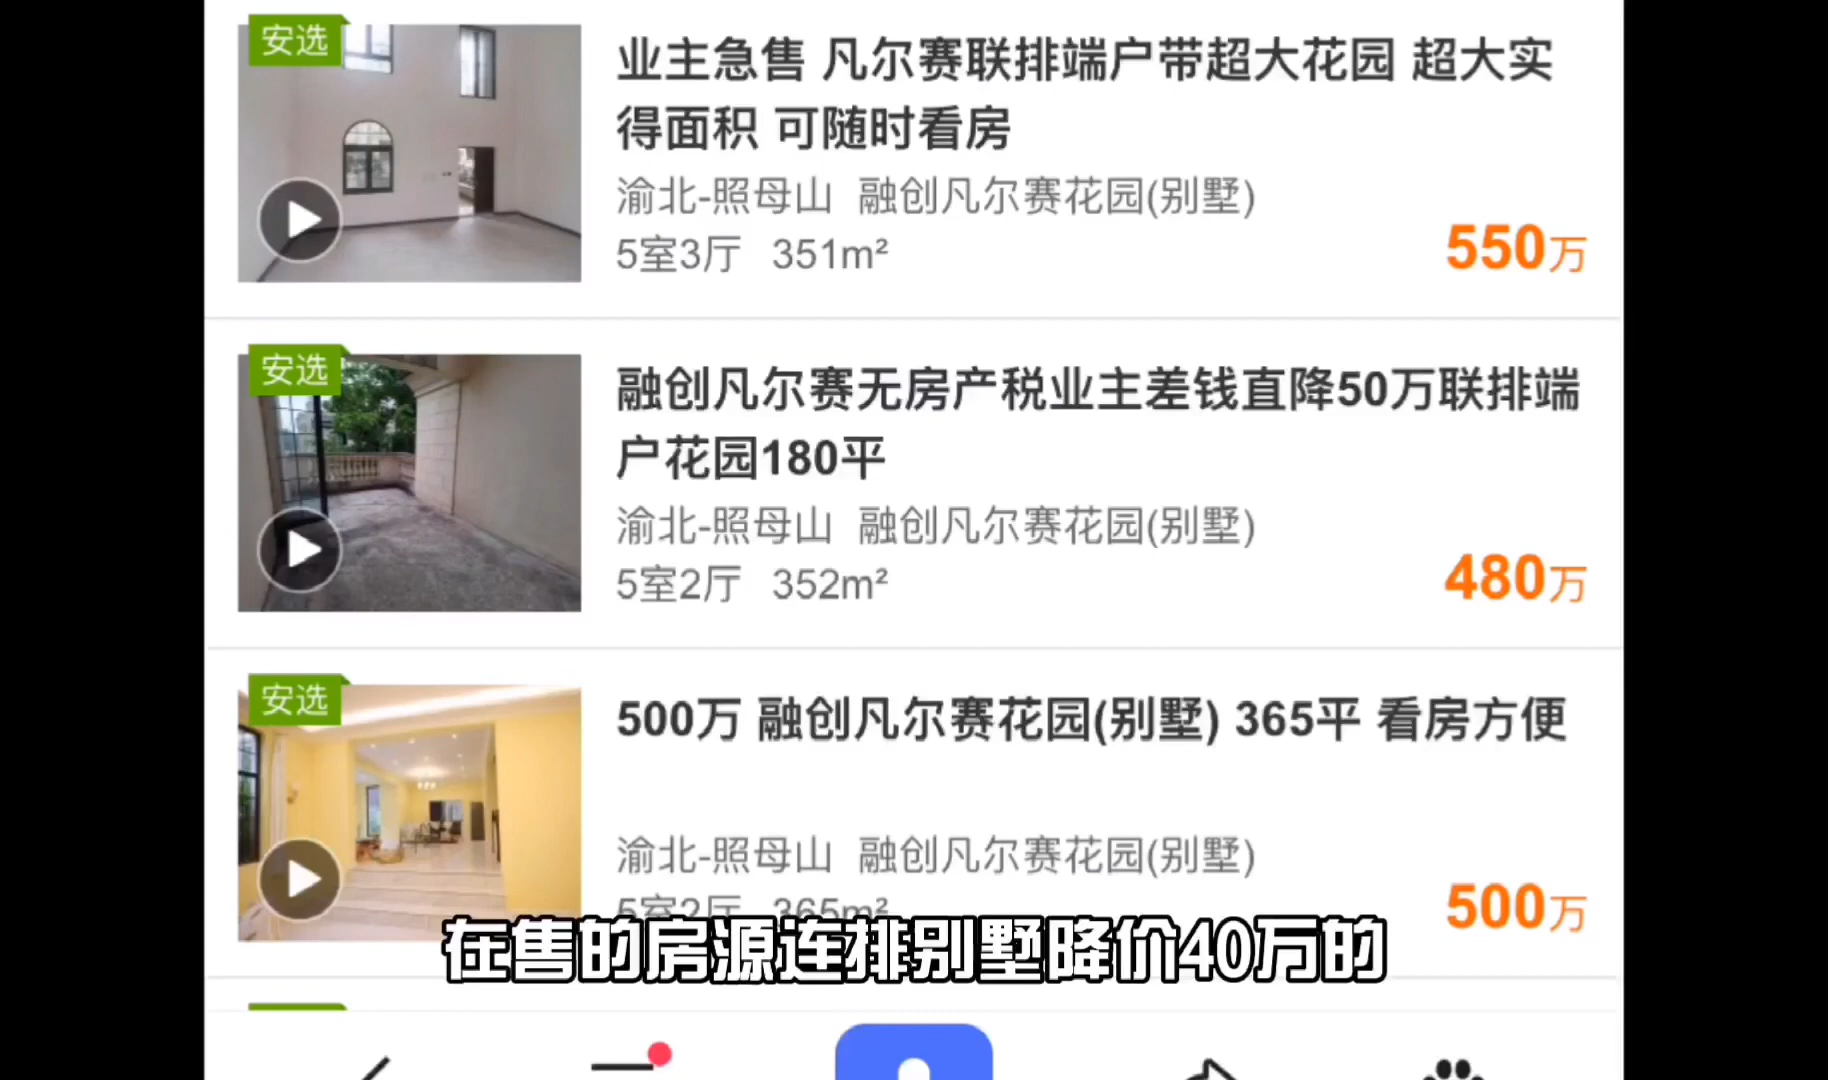 安选
业主急售 凡尔赛联排端户带超大花园 超大实
得面积 可随时看房
渝北-照母山 融创凡尔赛花园(别墅)
5室3厅 351m²
550万
安选
融创凡尔赛无房产税业主差钱直降50万联排端
户花园180平
渝北-照母山 融创凡尔赛花园(别墅)
5室2厅 352m²
480万
安选
500万 融创凡尔赛花园(别墅) 365平 看房方便
渝北-照母山 融创凡尔赛花园(别墅)
5室2厅 365m²
500万
在售的房源连排别墅降价40万的